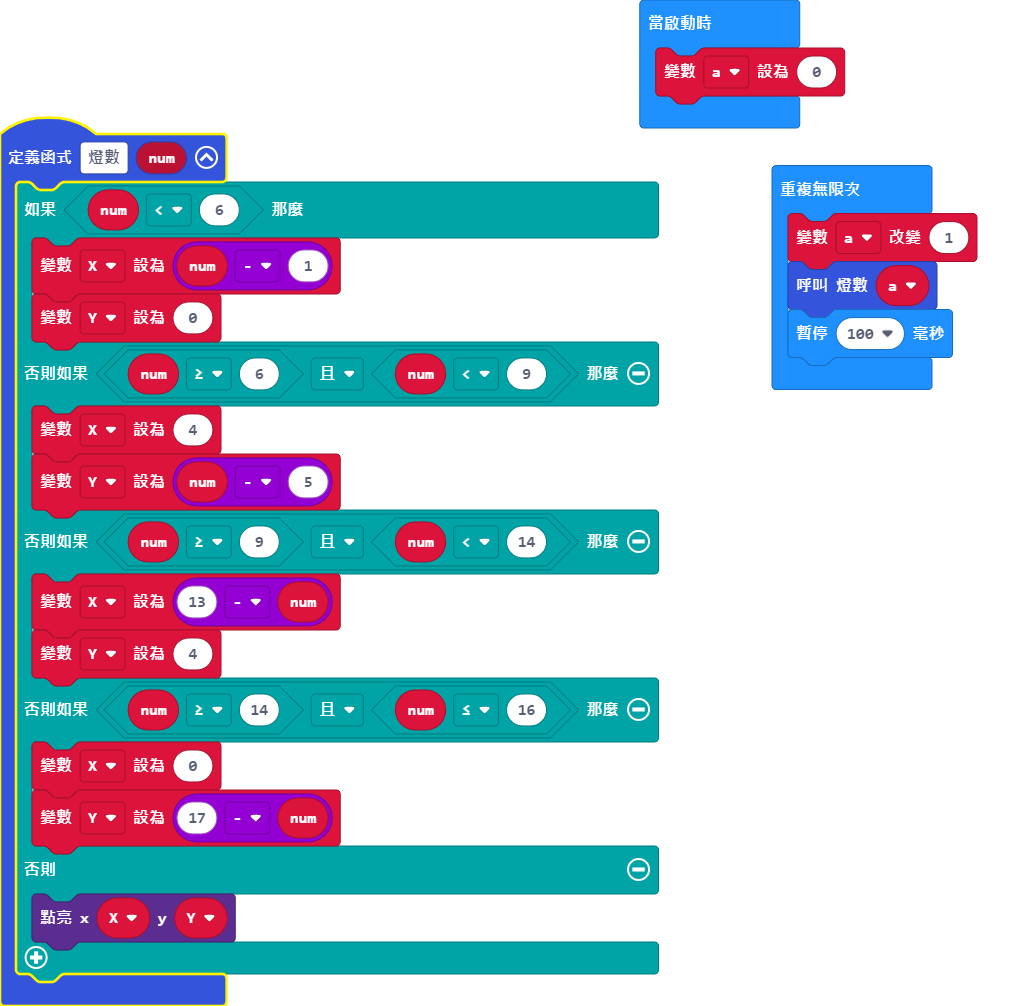 當啟動時
變數 a 設為 0
定義函式 燈數 num
如果 num < 6 那麼
變數 X 設為 num - 1
變數 Y 設為 0
否則如果 num ≥ 6 且 num < 9 那麼
變數 X 設為 4
變數 Y 設為 num - 5
否則如果 num ≥ 9 且 num < 14 那麼
變數 X 設為 13 - num
變數 Y 設為 4
否則如果 num ≥ 14 且 num ≤ 16 那麼
變數 X 設為 0
變數 Y 設為 17 - num
否則
點亮 x X y Y
重複無限次
變數 a 改變 1
呼叫 燈數 a
暫停 100 毫秒